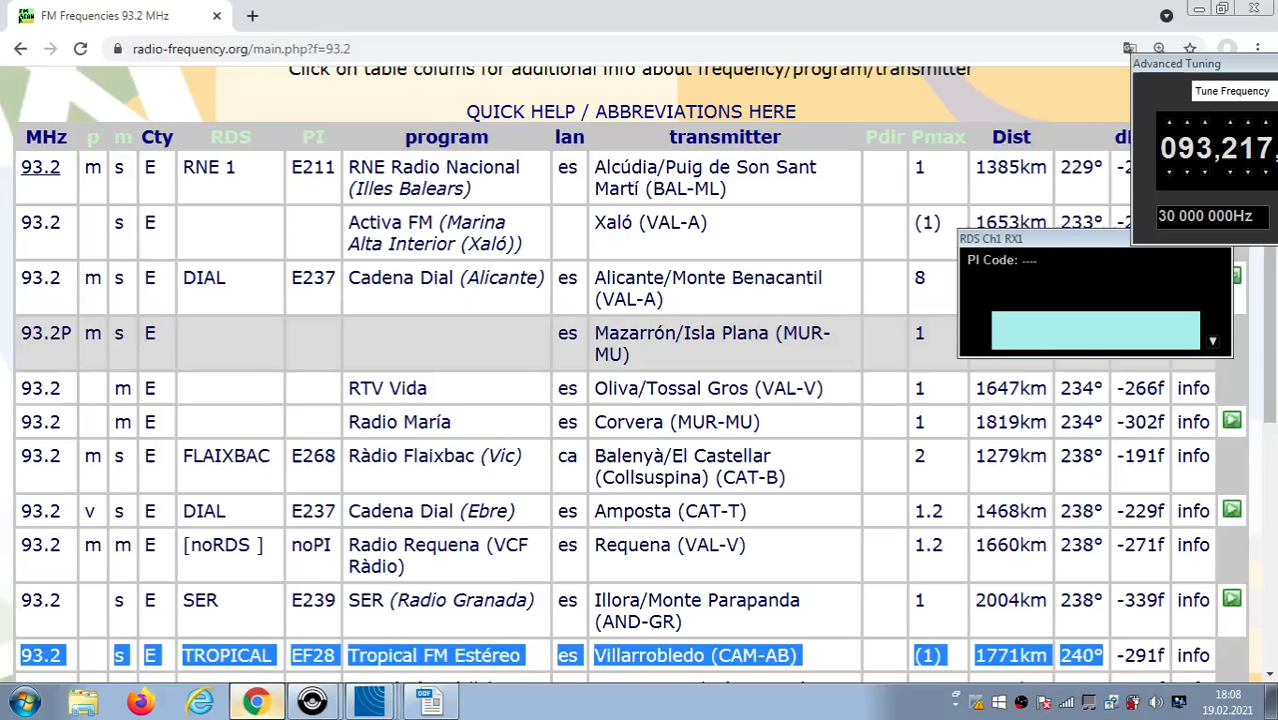 FM Frequencies 93.2 MHz
radio-frequency.org/main.php?f=93.2
Click on table colums for additional info about frequency/program/transmitter
Advanced Tuning
Tune Frequency
093,217,
30 000 000Hz
QUICK HELP / ABBREVIATIONS HERE
MHz p m Cty RDS PI program lan transmitter Pdir Pmax Dist
93.2 m s E RNE 1 E211 RNE Radio Nacional es Alcúdia/Puig de Son Sant 1 1385km 229°
(Illes Balears) Martí (BAL-ML)
93.2 s E Activa FM (Marina es Xaló (VAL-A) (1) 1653km 233°
Alta Interior (Xaló))
RDS Ch1 RX1
PI Code: ----
93.2 m s E DIAL E237 Cadena Dial (Alicante) es Alicante/Monte Benacantil 8
(VAL-A)
93.2P m s E es Mazarrón/Isla Plana (MUR-
MU) 1
93.2 m E RTV Vida es Oliva/Tossal Gros (VAL-V) 1 1647km 234° -266f info
93.2 m E Radio María es Corvera (MUR-MU) 1 1819km 234° -302f info
93.2 m s E FLAIXBAC E268 Ràdio Flaixbac (Vic) ca Balenyà/El Castellar 2 1279km 238° -191f info
(Collsuspina) (CAT-B)
93.2 v s E DIAL E237 Cadena Dial (Ebre) es Amposta (CAT-T) 1.2 1468km 238° -229f info
93.2 m m E [noRDS ] noPI Radio Requena (VCF es Requena (VAL-V) 1.2 1660km 238° -271f info
Ràdio)
93.2 s E SER E239 SER (Radio Granada) es Illora/Monte Parapanda 1 2004km 238° -339f info
(AND-GR)
93.2 s E TROPICAL EF28 Tropical FM Estéreo es Villarrobledo (CAM-AB) (1) 1771km 240° -291f info
18:08
19.02.2021